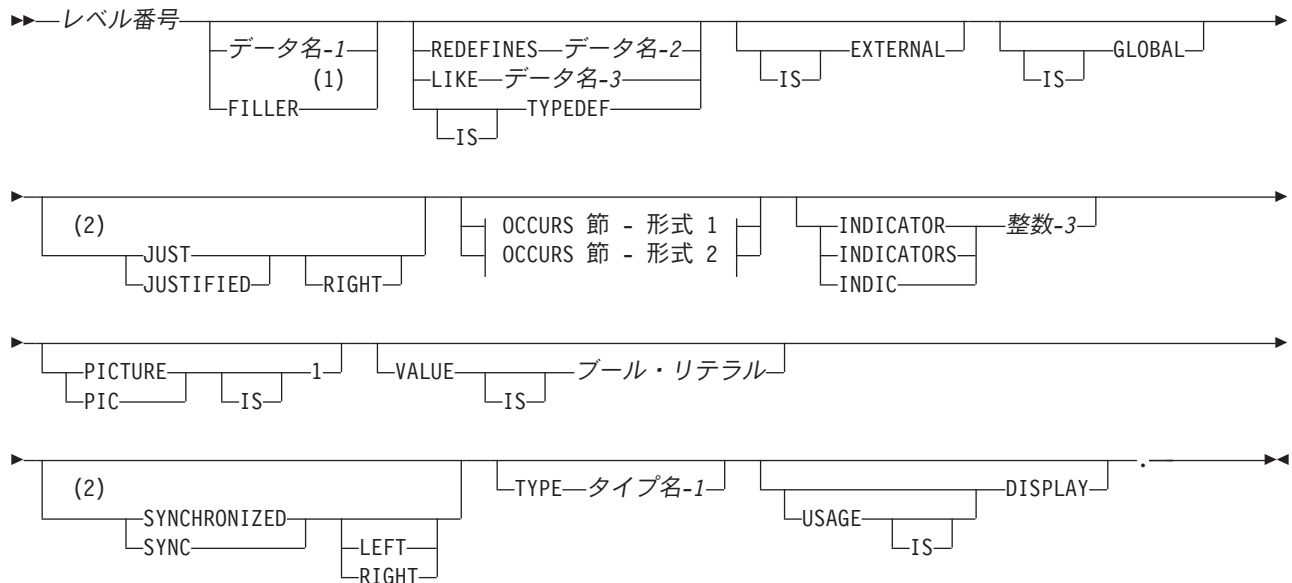 レベル番号
データ名-1 REDEFINES データ名-2 EXTERNAL GLOBAL
(1) LIKE データ名-3 IS IS
FILLER TYPEDEF
IS
(2) OCCURS 節 - 形式 1 INDICATOR 整数-3
JUST OCCURS 節 - 形式 2 INDICATORS
JUSTIFIED RIGHT INDIC
PICTURE 1 VALUE ブール・リテラル
PIC IS IS
(2) TYPE タイプ名-1 DISPLAY .
SYNCHRONIZED USAGE
SYNC LEFT IS
RIGHT